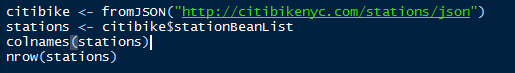 citibike <- fromJSON("http://citibikenyc.com/stations/json")
stations <- citibike$stationBeanList
colnames(stations)
nrow(stations)